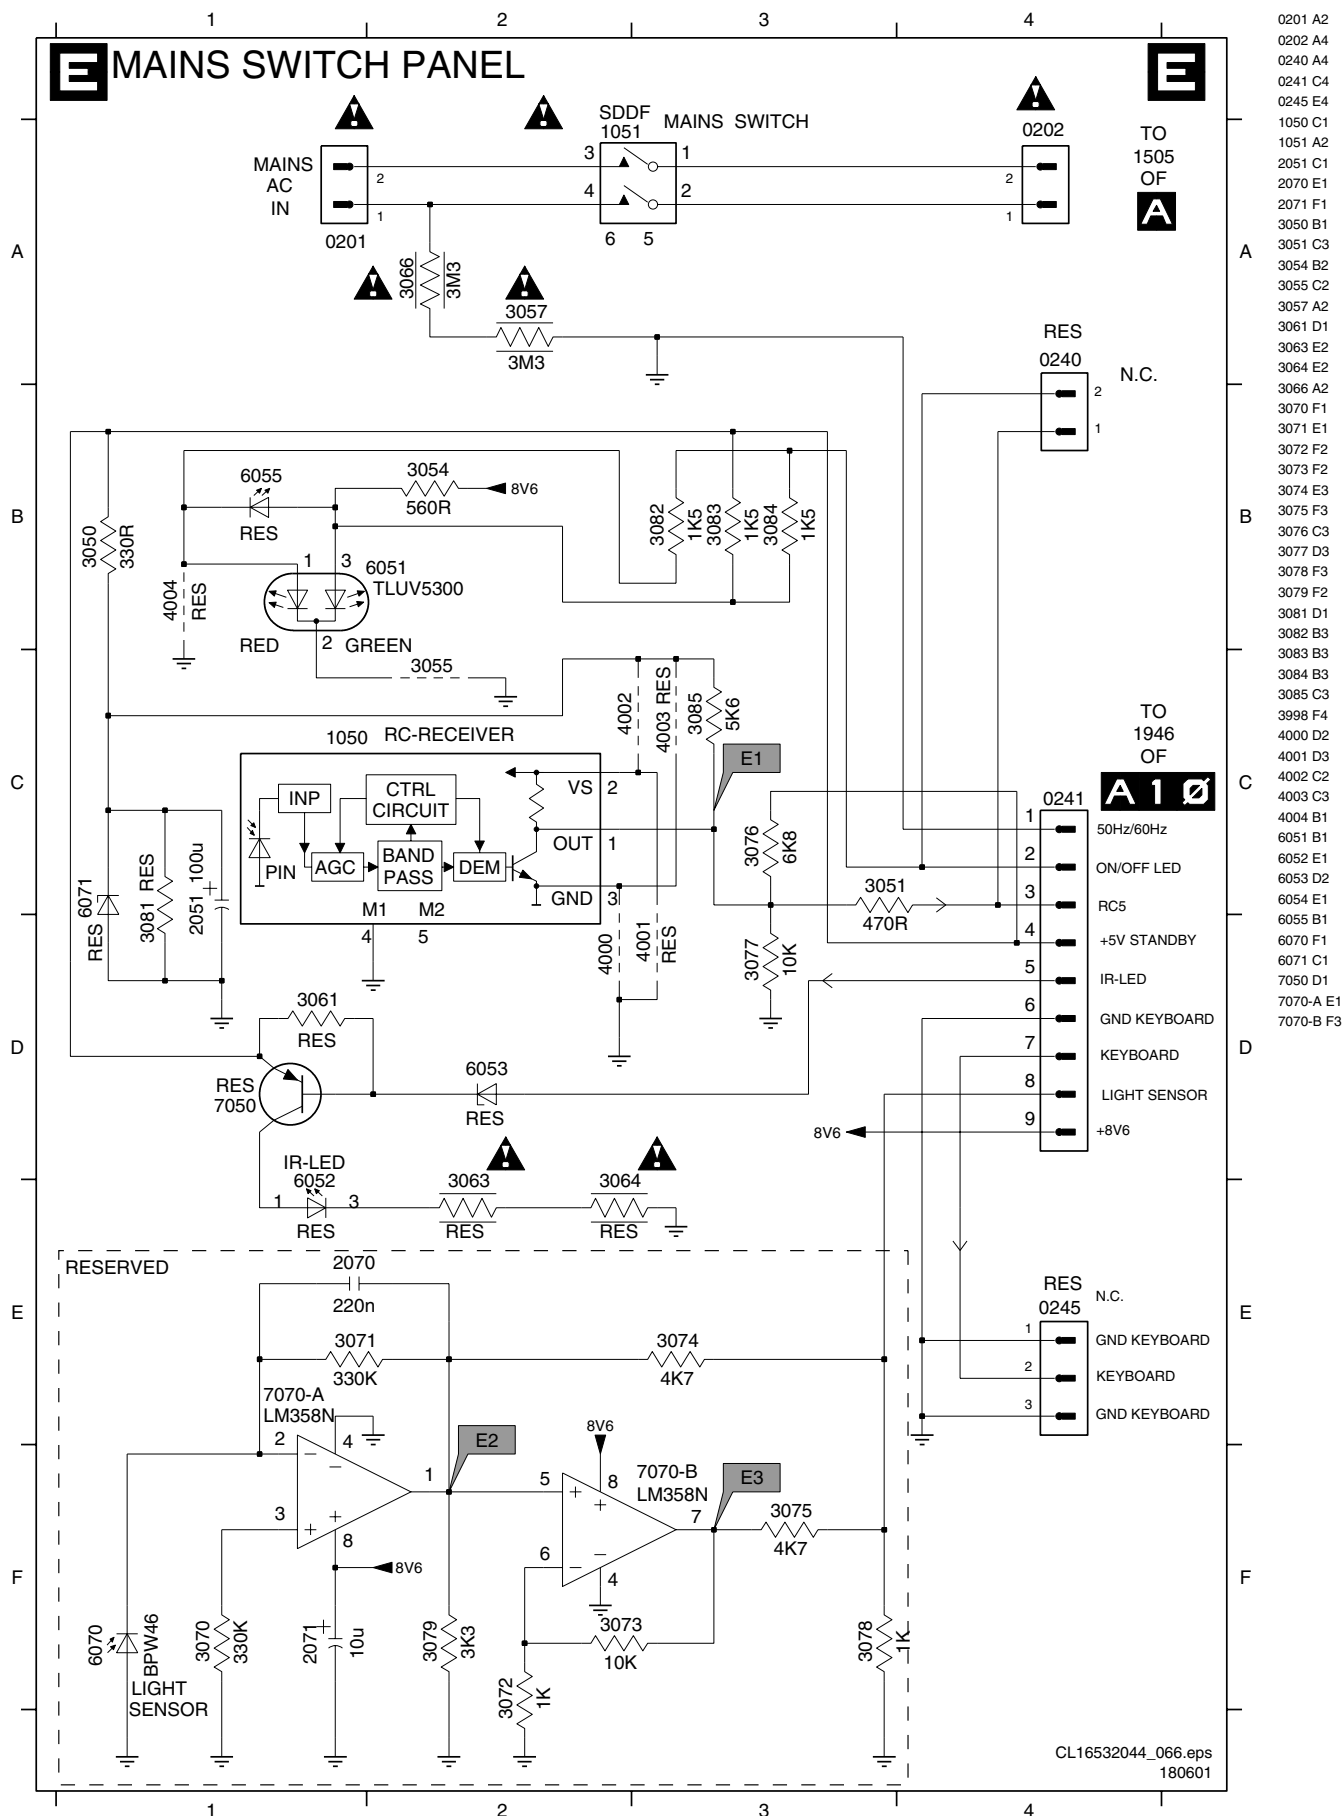 1 2 3 4
E MAINS SWITCH PANEL E
SDDF
1051 MAINS SWITCH
0202
TO
1505
OF
A
MAINS
AC
IN
2
1
0201
3 1
4 2
6 5
2
1
A A
3066
3M3
3057
3M3
RES
0240
N.C.
2
1
6055
RES
3054
560R
8V6
3050
330R
3082
1K5
3083
1K5
3084
1K5
B B
1 3
6051
TLUV5300
4004
RES
RED 2 GREEN
3055
4002
4003 RES
3085
5K6
TO
1946
OF
A10
1050 RC-RECEIVER
E1
INP
CTRL
CIRCUIT
VS 2
OUT 1
PIN
AGC
BAND
PASS
DEM
GND 3
M1 M2
4 5
C C
3076
6K8
0241
1 50Hz/60Hz
2 ON/OFF LED
3 RC5
4 +5V STANDBY
5 IR-LED
6 GND KEYBOARD
7 KEYBOARD
8 LIGHT SENSOR
9 +8V6
3051
470R
RES 6071
3081 RES
2051 100u
+
4000
4001
RES
3077
10K
3061
RES
D D
RES
7050
6053
RES
8V6
IR-LED
6052
1 3
RES
3063
RES
3064
RES
RESERVED
2070
220n
E E
RES
0245
N.C.
1 GND KEYBOARD
2 KEYBOARD
3 GND KEYBOARD
3071
330K
3074
4K7
7070-A
LM358N
2 4
3 8
1
E2
8V6
8V6
7070-B
LM358N
5 8
6 4
7
E3
3075
4K7
F F
6070
BPW46
LIGHT
SENSOR
3070
330K
2071
10u
+
3079
3K3
3073
10K
3072
1K
3078
1K
CL16532044_066.eps
180601
1 2 3 4
0201 A2
0202 A4
0240 A4
0241 C4
0245 E4
1050 C1
1051 A2
2051 C1
2070 E1
2071 F1
3050 B1
3051 C3
3054 B2
3055 C2
3057 A2
3061 D1
3063 E2
3064 E2
3066 A2
3070 F1
3071 E1
3072 F2
3073 F2
3074 E3
3075 F3
3076 C3
3077 D3
3078 F3
3079 F2
3081 D1
3082 B3
3083 B3
3084 B3
3085 C3
3998 F4
4000 D2
4001 D3
4002 C2
4003 C3
4004 B1
6051 B1
6052 E1
6053 D2
6054 E1
6055 B1
6070 F1
6071 C1
7050 D1
7070-A E1
7070-B F3